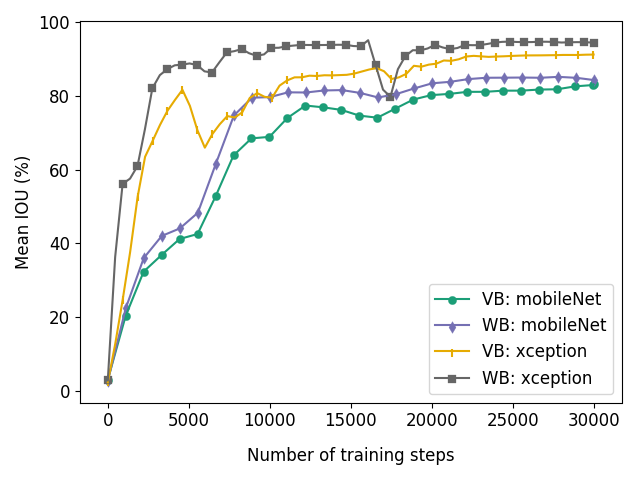 100
80
60
40
20
0
Mean IOU (%)
VB: mobileNet
WB: mobileNet
VB: xception
WB: xception
0
5000
10000
15000
20000
25000
30000
Number of training steps